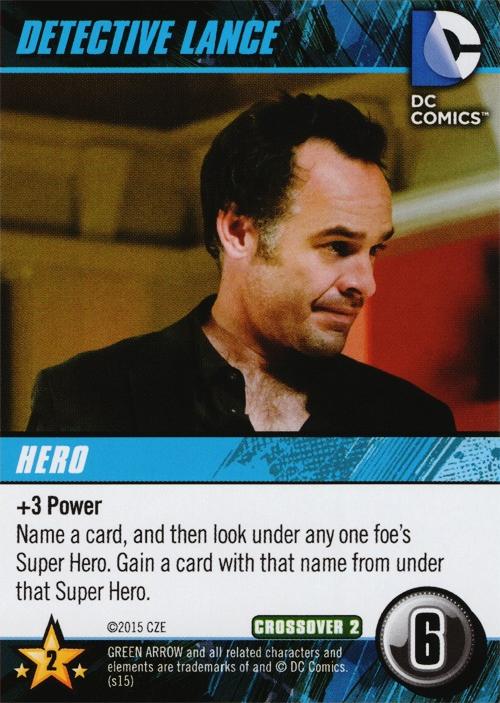 DETECTIVE LANCE
DC
COMICS™
HERO
+3 Power
Name a card, and then look under any one foe's
Super Hero. Gain a card with that name from under
that Super Hero.
©2015 CZE
CROSSOVER 2
2
GREEN ARROW and all related characters and
elements are trademarks of and © DC Comics.
(s15)
6